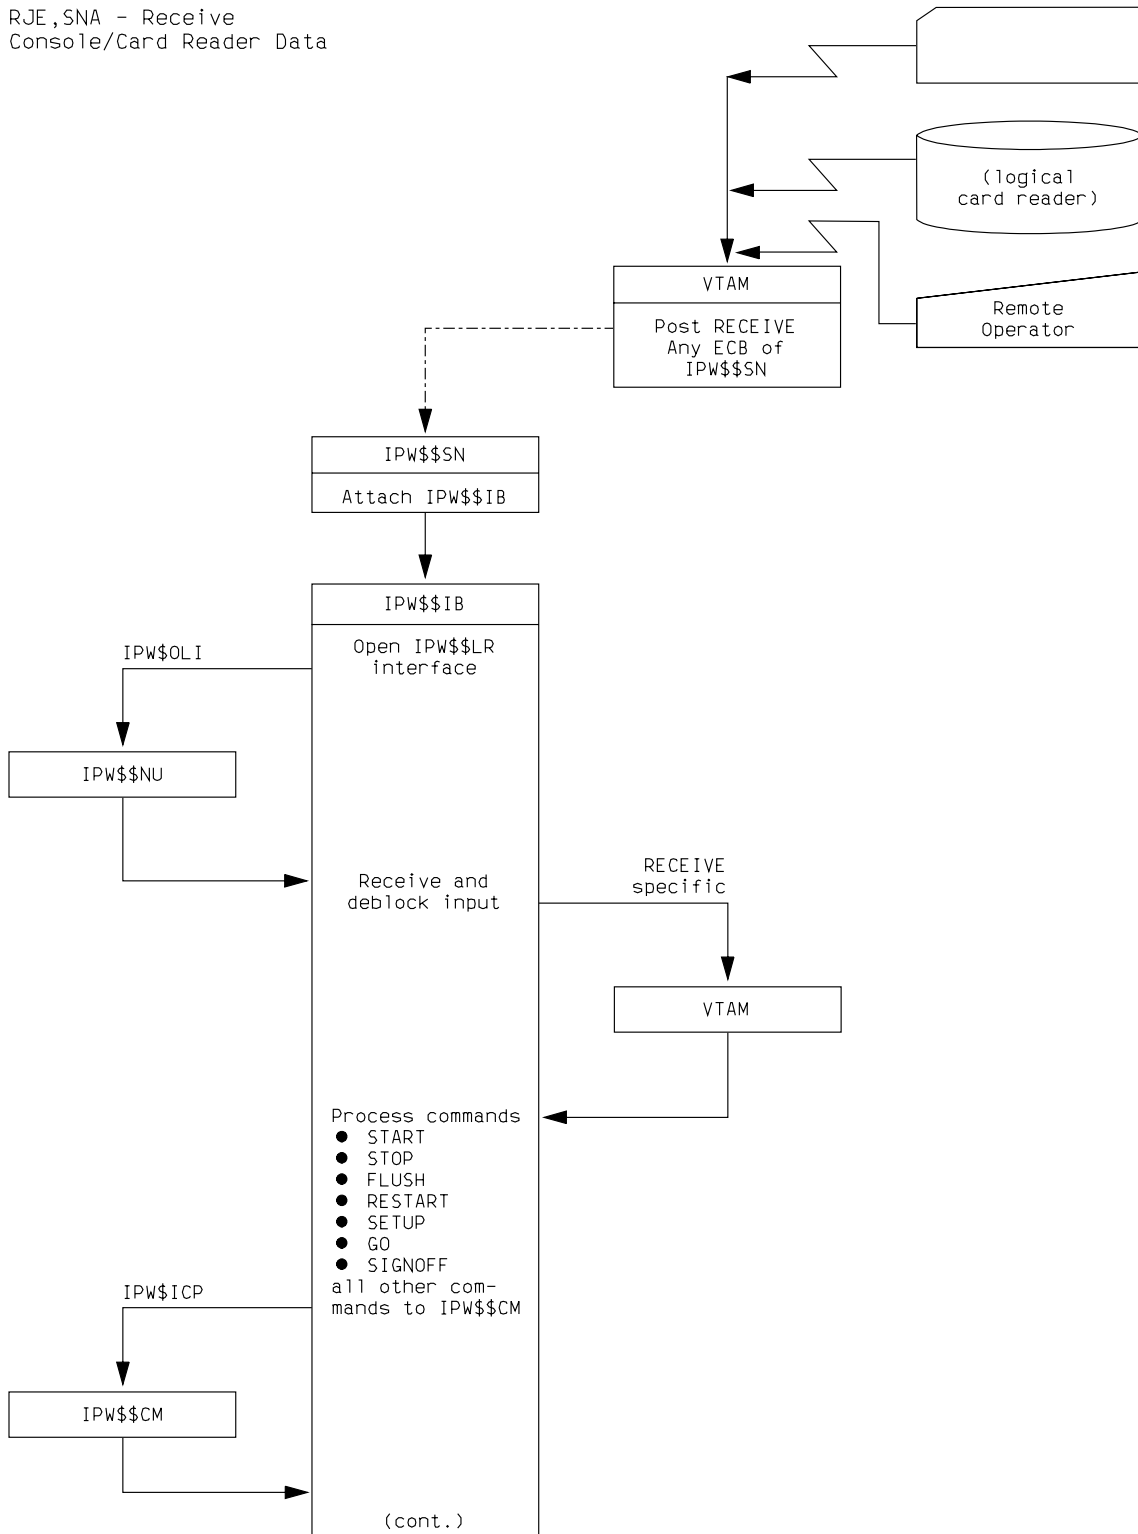 RJE,SNA - Receive
Console/Card Reader Data
(logical
card reader)
VTAM
Post RECEIVE
Any ECB of
IPW$$SN
Remote
Operator
IPW$$SN
Attach IPW$$IB
IPW$$IB
Open IPW$$LR
interface
IPW$OLI
IPW$$NU
Receive and
deblock input
RECEIVE
specific
VTAM
Process commands
● START
● STOP
● FLUSH
● RESTART
● SETUP
● GO
● SIGNOFF
all other com-
mands to IPW$$CM
IPW$ICP
IPW$$CM
(cont.)